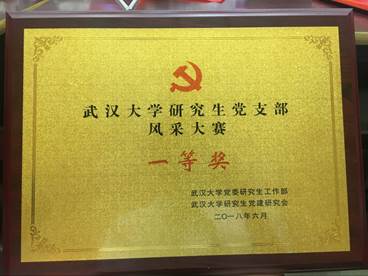 武汉大学研究生党支部
风采大赛
一等奖
武汉大学党委研究生工作部
武汉大学研究生党建研究会
二〇一八年六月